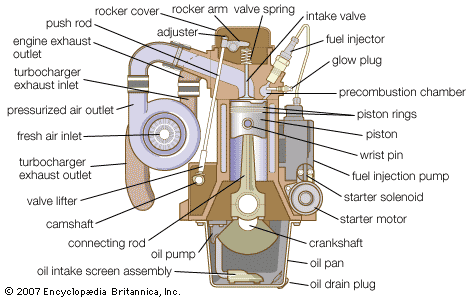 rocker cover
rocker arm
valve spring
push rod
adjuster
intake valve
engine exhaust
outlet
fuel injector
turbocharger
exhaust inlet
glow plug
precombustion chamber
pressurized air outlet
piston rings
fresh air inlet
piston
wrist pin
turbocharger
exhaust outlet
fuel injection pump
valve lifter
starter solenoid
camshaft
starter motor
connecting rod
crankshaft
oil pump
oil pan
oil intake screen assembly
oil drain plug
© 2007 Encyclopædia Britannica, Inc.